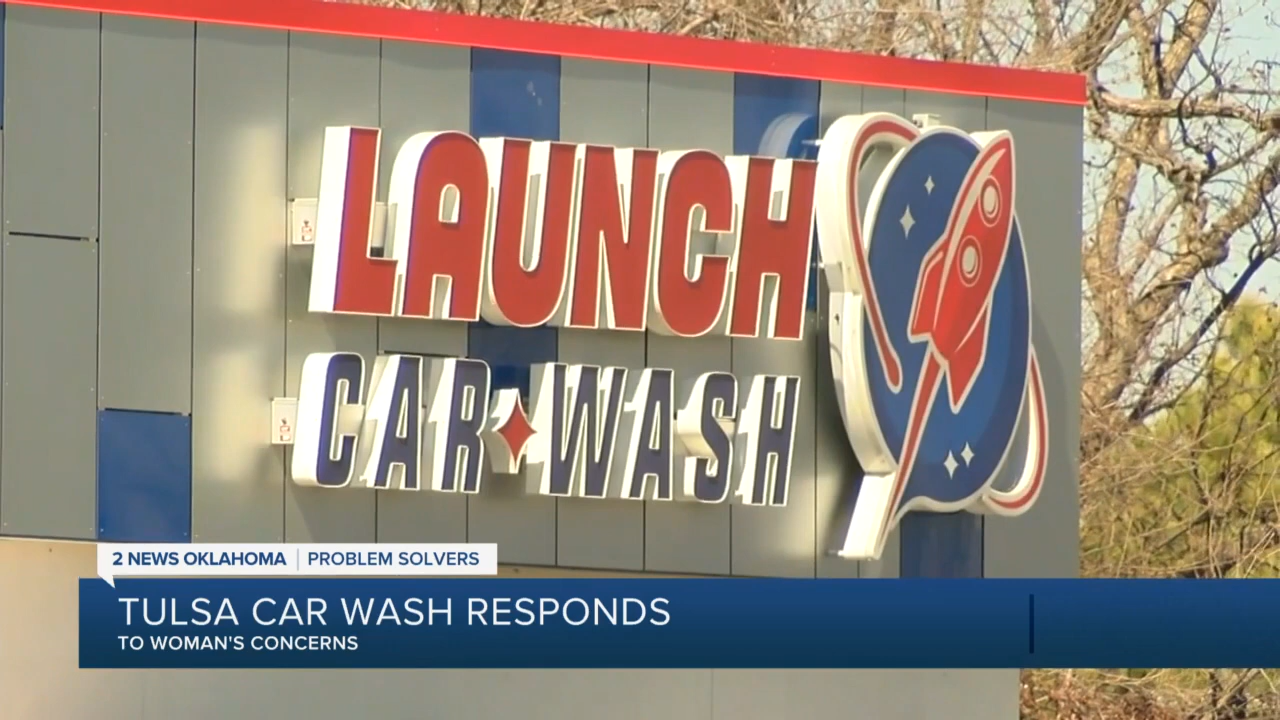 LAUNCH
CAR WASH
2 NEWS OKLAHOMA | PROBLEM SOLVERS
TULSA CAR WASH RESPONDS
TO WOMAN'S CONCERNS